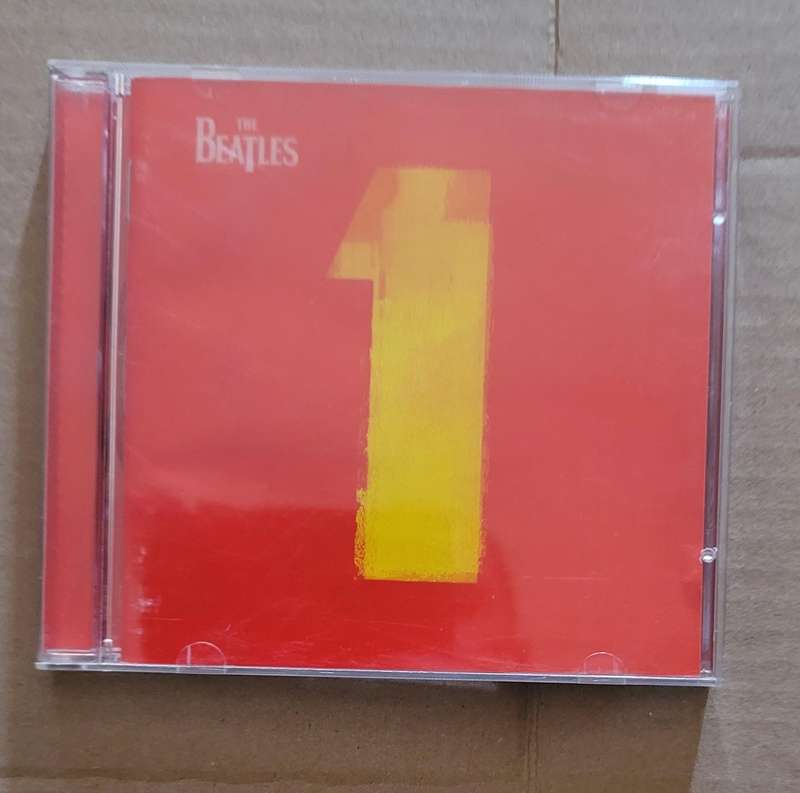 THE
BEATLES
1